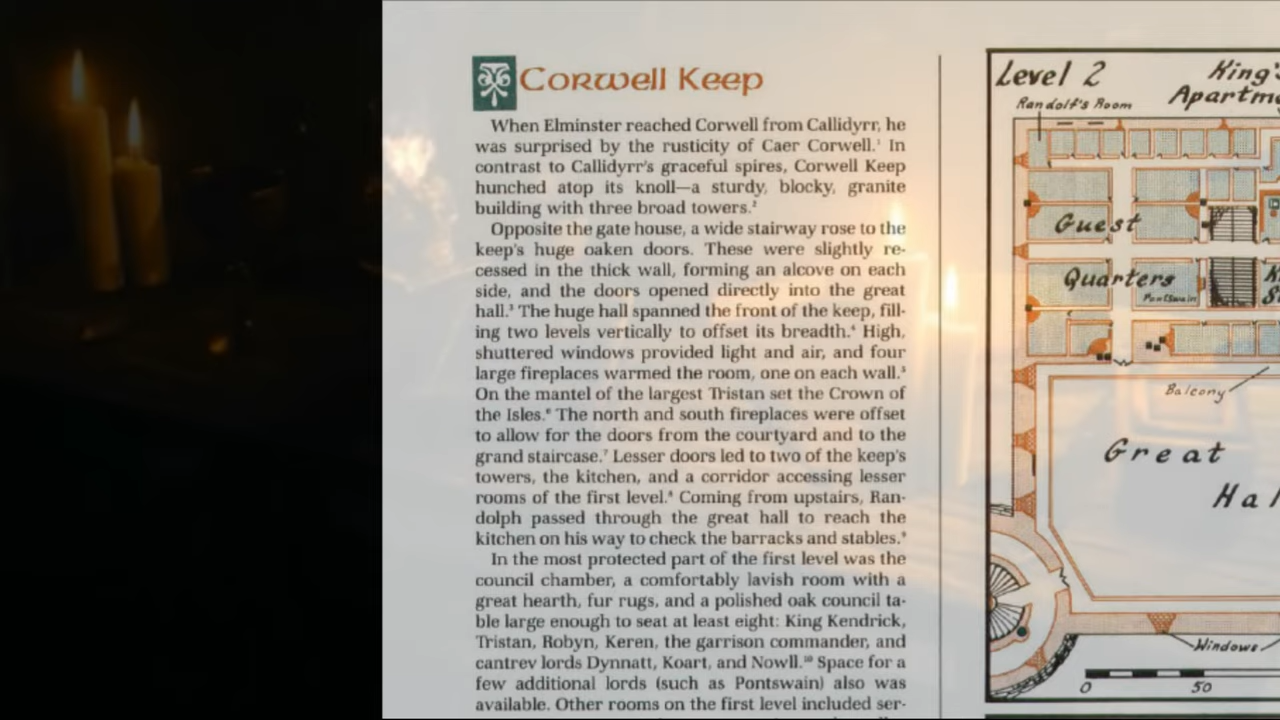 Corwell Keep
When Elminster reached Corwell from Callidyrr, he
was surprised by the rusticity of Caer Corwell.¹ In
contrast to Callidyrr's graceful spires, Corwell Keep
hunched atop its knoll—a sturdy, blocky, granite
building with three broad towers.²
Opposite the gate house, a wide stairway rose to the
keep's huge oaken doors. These were slightly re-
cessed in the thick wall, forming an alcove on each
side, and the doors opened directly into the great
hall.³ The huge hall spanned the front of the keep, fill-
ing two levels vertically to offset its breadth.⁴ High,
shuttered windows provided light and air, and four
large fireplaces warmed the room, one on each wall.⁵
On the mantel of the largest Tristan set the Crown of
the Isles.⁶ The north and south fireplaces were offset
to allow for the doors from the courtyard and to the
grand staircase.⁷ Lesser doors led to two of the keep's
towers, the kitchen, and a corridor accessing lesser
rooms of the first level.⁸ Coming from upstairs, Ran-
dolph passed through the great hall to reach the
kitchen on his way to check the barracks and stables.⁹
In the most protected part of the first level was the
council chamber, a comfortably lavish room with a
great hearth, fur rugs, and a polished oak council ta-
ble large enough to seat at least eight: King Kendrick,
Tristan, Robyn, Keren, the garrison commander, and
cantrev lords Dynnatt, Koart, and Nowll.¹⁰ Space for a
few additional lords (such as Pontswain) also was
available. Other rooms on the first level included ser-
Level 2
King's
Apartme
Randolf's Room
Guest
Quarters
Pontswain
K
S
Balcony
Great
Hal
Windows
0 50